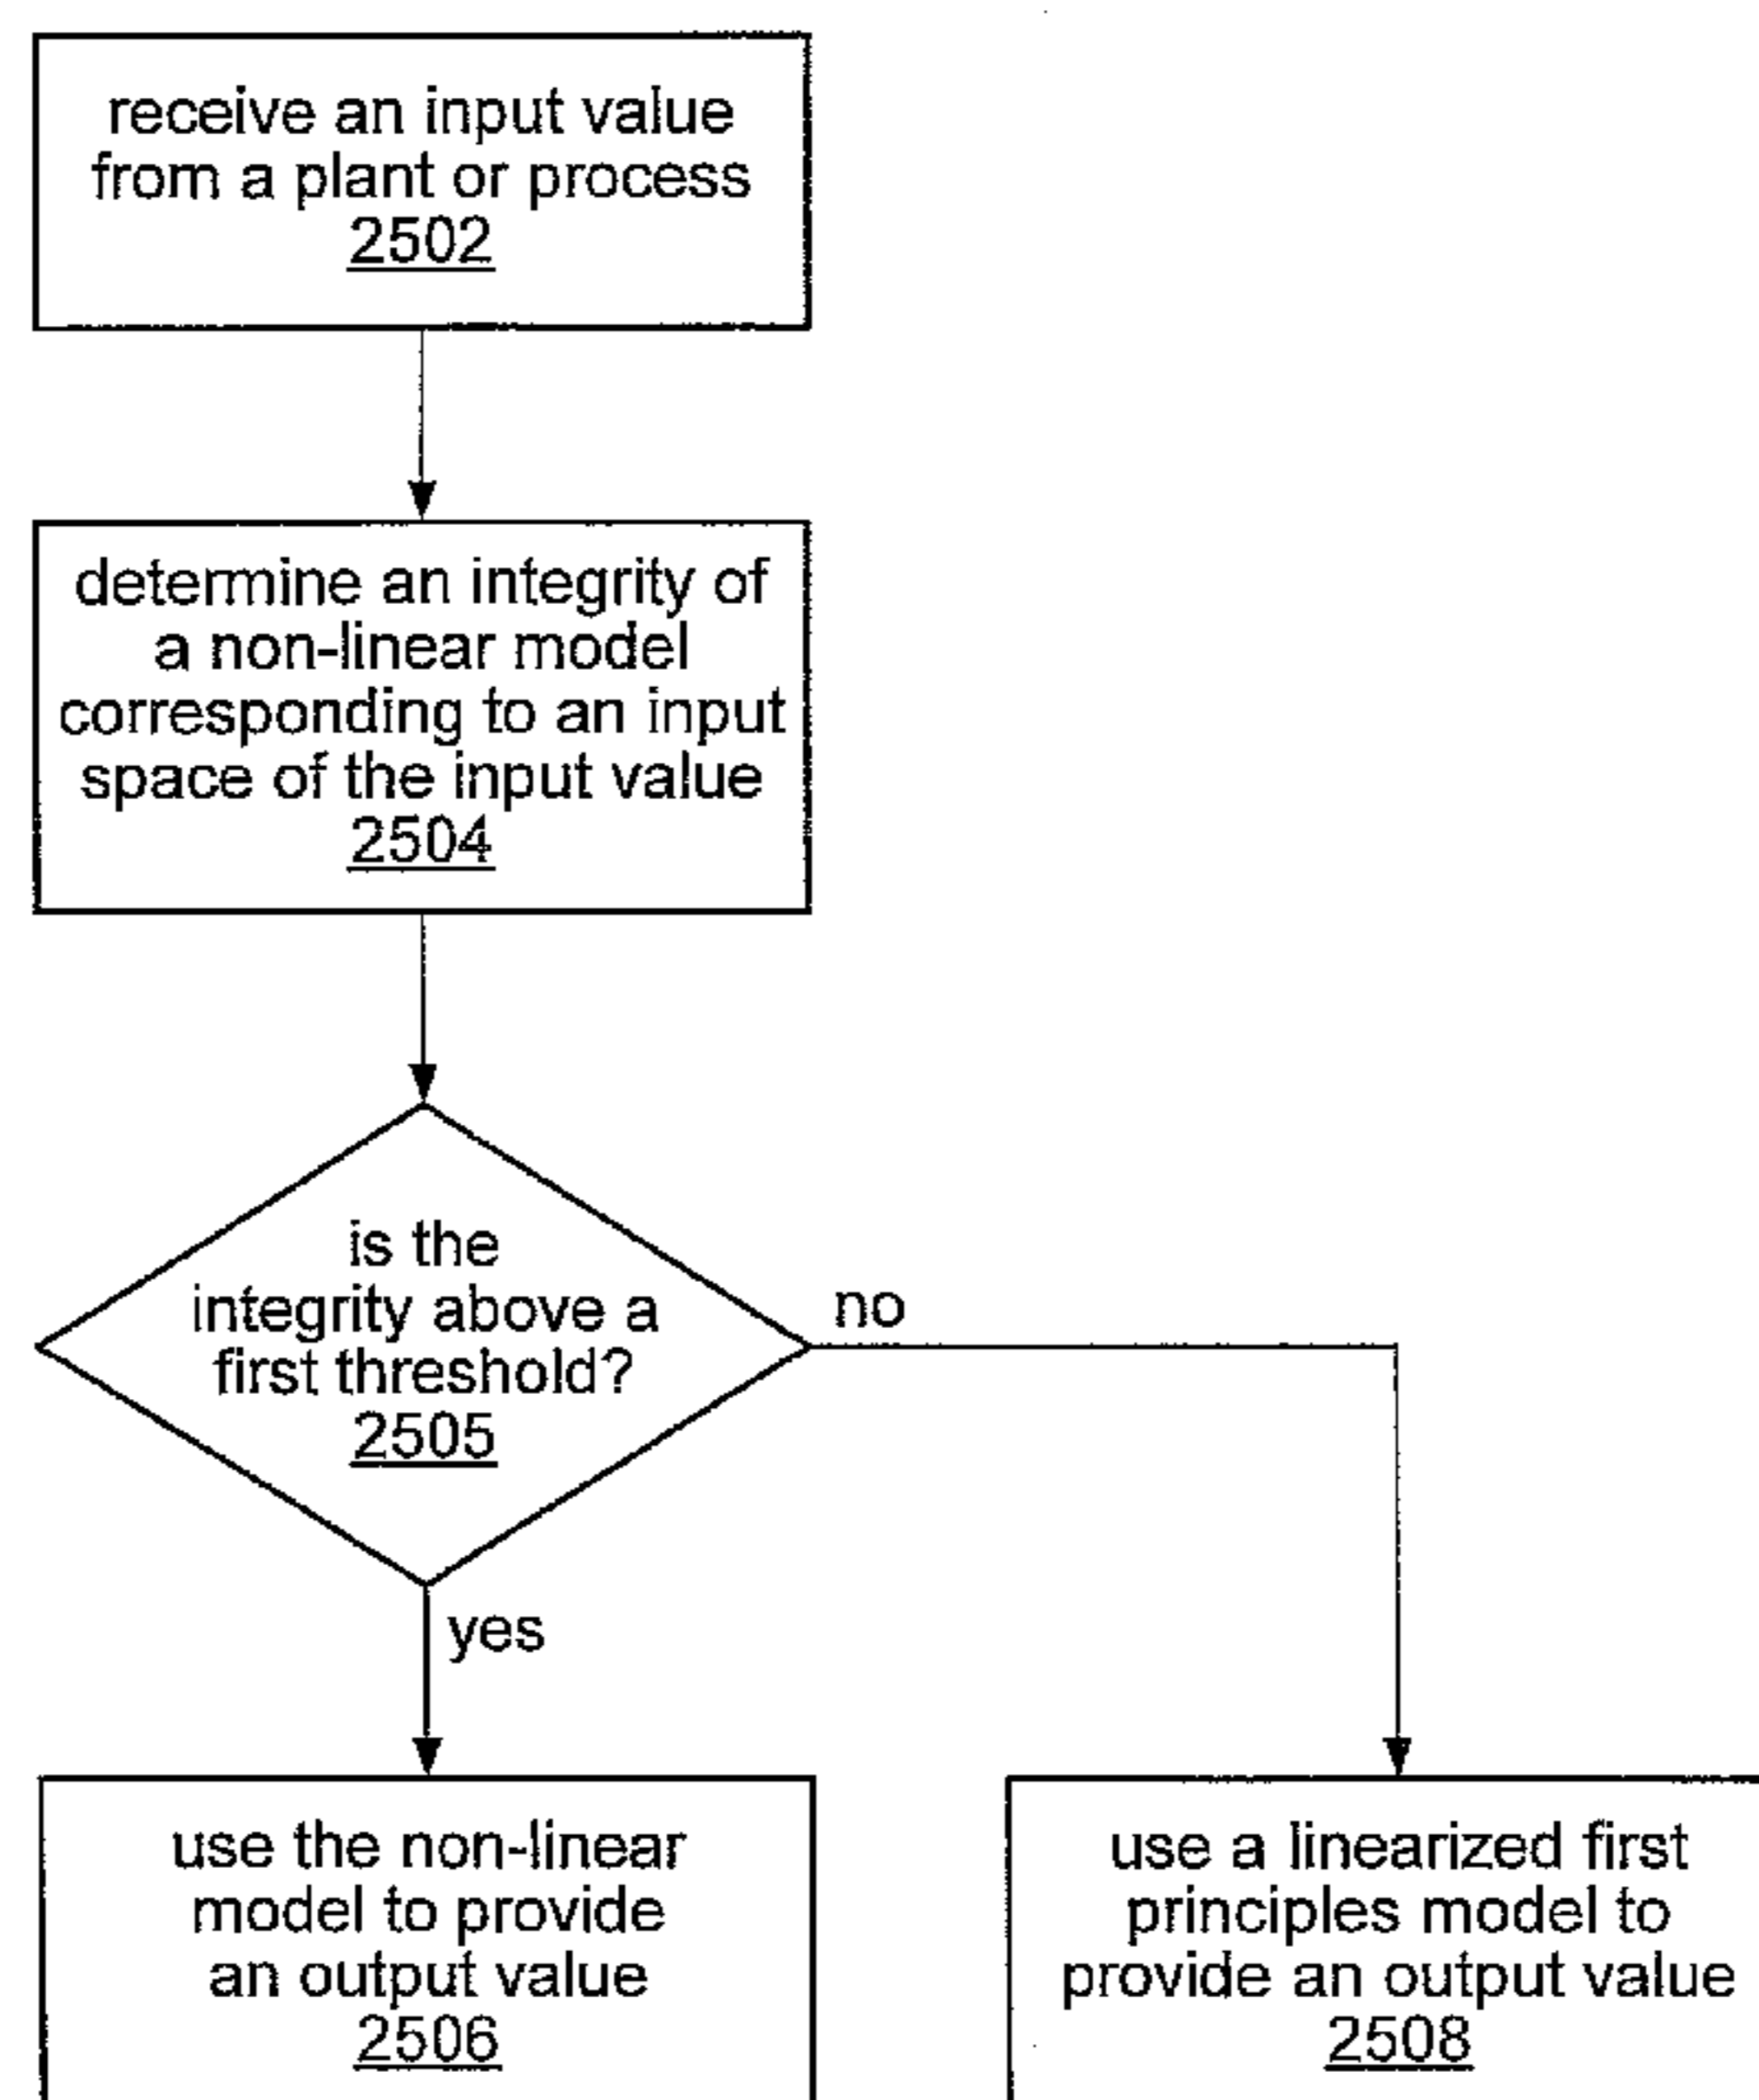 receive an input value
from a plant or process
2502
determine an integrity of
a non-linear model
corresponding to an input
space of the input value
2504
is the
integrity above a
first threshold?
2505
no
yes
use the non-linear
model to provide
an output value
2506
use a linearized first
principles model to
provide an output value
2508